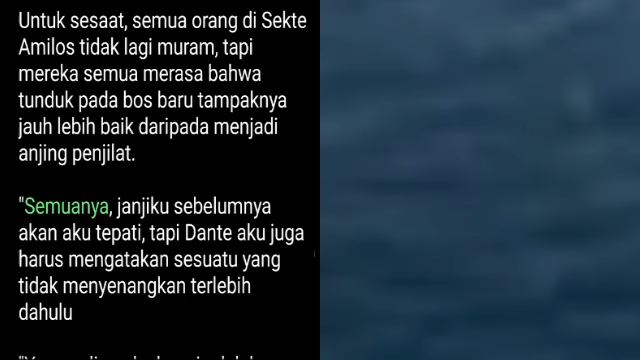 Untuk sesaat, semua orang di Sekte
Amilos tidak lagi muram, tapi
mereka semua merasa bahwa
tunduk pada bos baru tampaknya
jauh lebih baik daripada menjadi
anjing penjilat.
"Semuanya, janjiku sebelumnya
akan aku tepati, tapi Dante aku juga
harus mengatakan sesuatu yang
tidak menyenangkan terlebih
dahulu